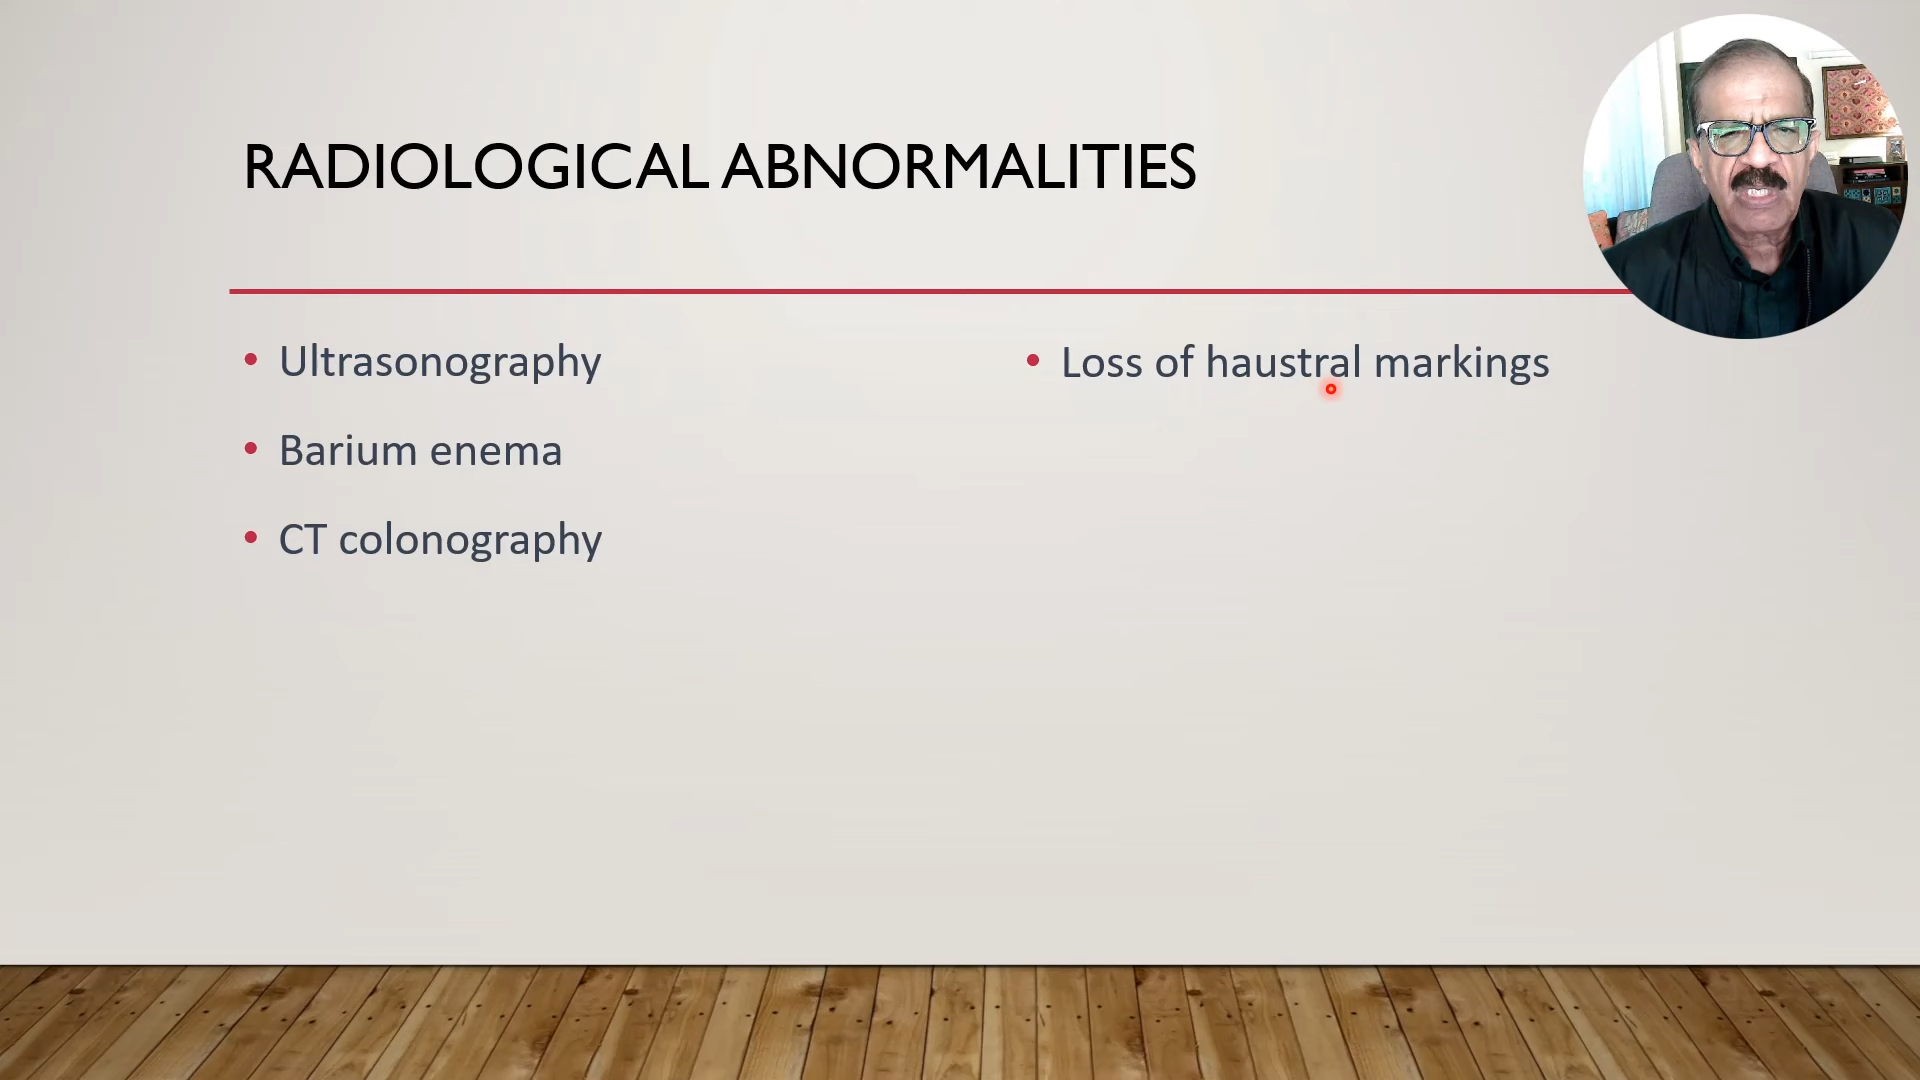 RADIOLOGICAL ABNORMALITIES
• Ultrasonography
• Barium enema
• CT colonography
• Loss of haustral markings